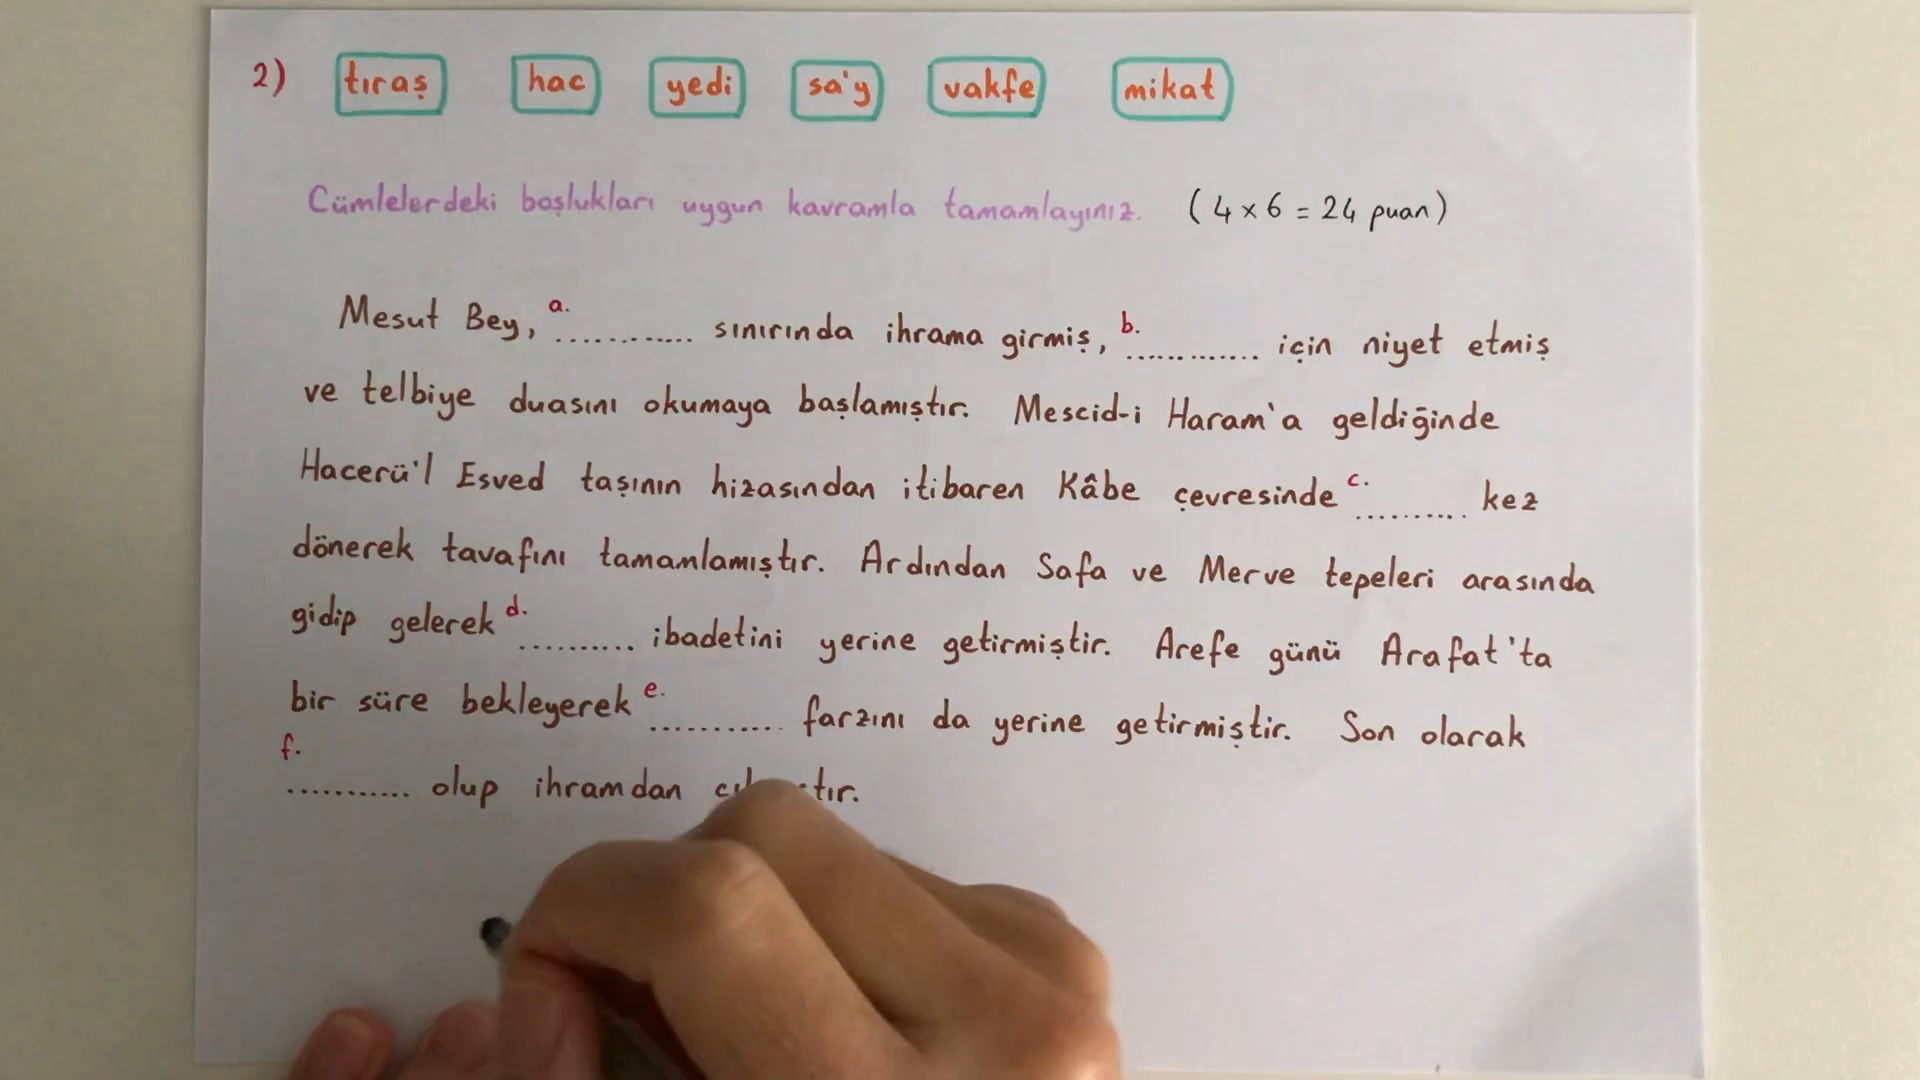 2) tıraş hac yedi sa'y vakfe mikat
Cümlelerdeki boşlukları uygun kavramla tamamlayınız. (4 x 6 = 24 puan)
Mesut Bey, a. ............ sınırında ihrama girmiş, b. ............ için niyet etmiş
ve telbiye duasını okumaya başlamıştır. Mescid-i Haram'a geldiğinde
Hacerü'l Esved taşının hizasından itibaren Kâbe çevresinde c. .......... kez
dönerek tavafını tamamlamıştır. Ardından Safa ve Merve tepeleri arasında
gidip gelerek d. .......... ibadetini yerine getirmiştir. Arefe günü Arafat'ta
bir süre bekleyerek e. ............ farzını da yerine getirmiştir. Son olarak
f. ........... olup ihramdan